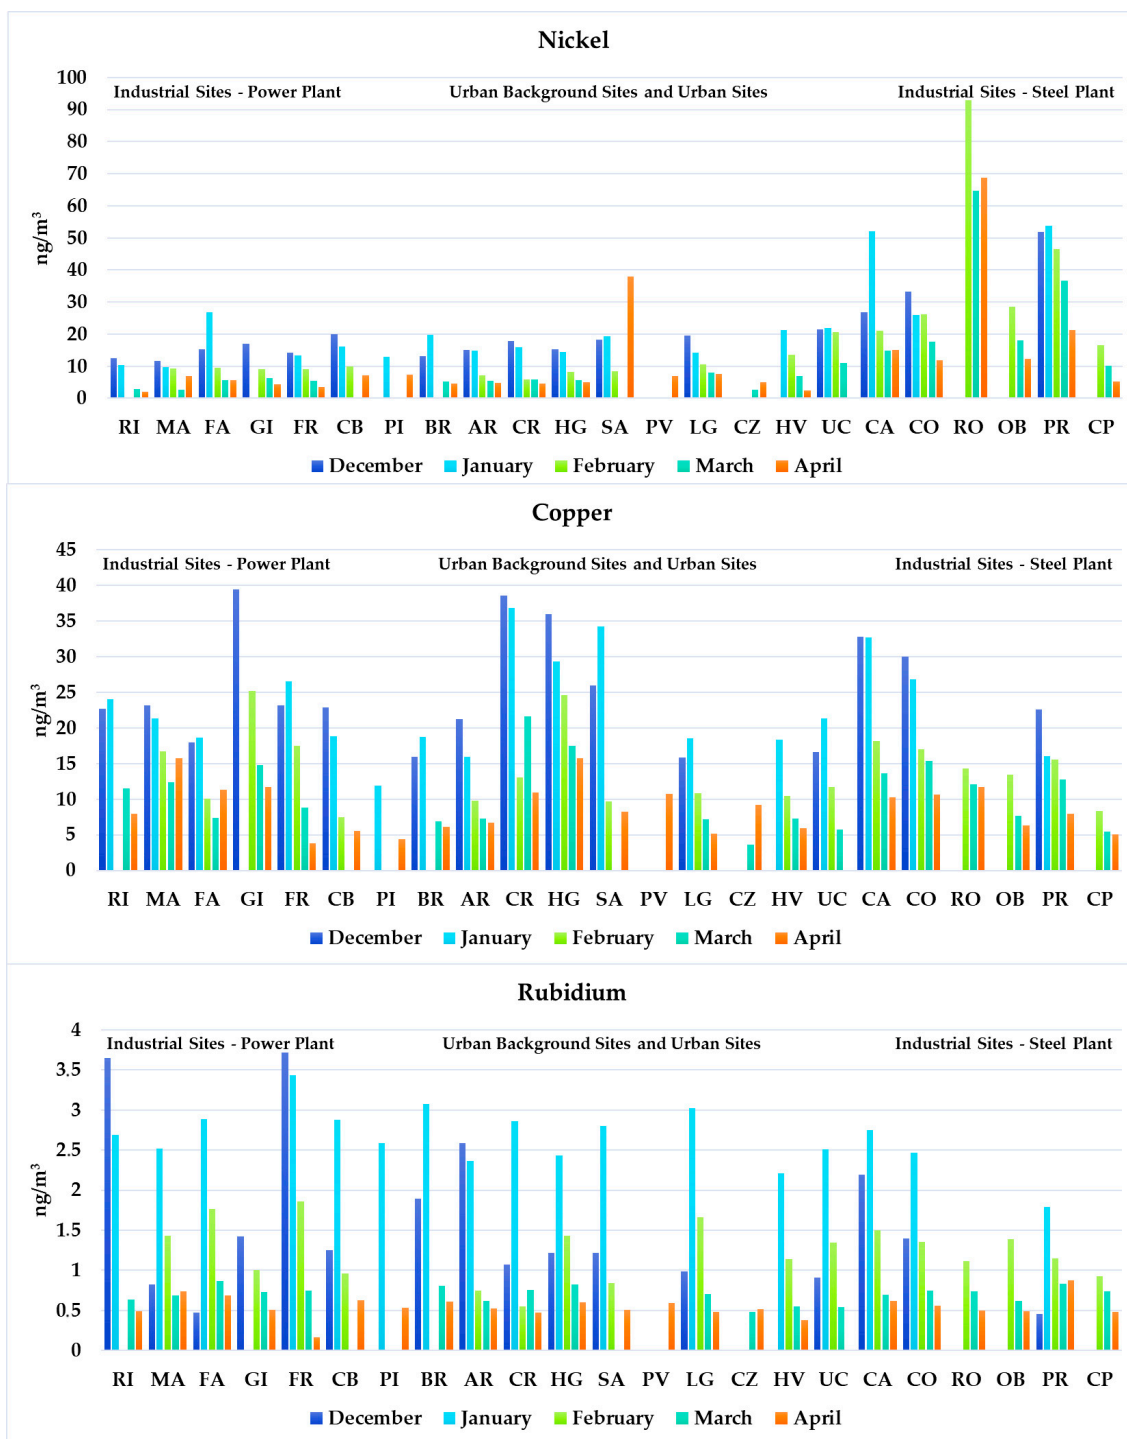 Nickel
100
90
80
70
60
50
40
30
20
10
0
ng/m³
Industrial Sites - Power Plant Urban Background Sites and Urban Sites Industrial Sites - Steel Plant
RI MA FA GI FR CB PI BR AR CR HG SA PV LG CZ HV UC CA CO RO OB PR CP
December January February March April
Copper
45
40
35
30
25
20
15
10
5
0
ng/m³
Industrial Sites - Power Plant Urban Background Sites and Urban Sites Industrial Sites - Steel Plant
RI MA FA GI FR CB PI BR AR CR HG SA PV LG CZ HV UC CA CO RO OB PR CP
December January February March April
Rubidium
4
3.5
3
2.5
2
1.5
1
0.5
0
ng/m³
Industrial Sites - Power Plant Urban Background Sites and Urban Sites Industrial Sites - Steel Plant
RI MA FA GI FR CB PI BR AR CR HG SA PV LG CZ HV UC CA CO RO OB PR CP
December January February March April